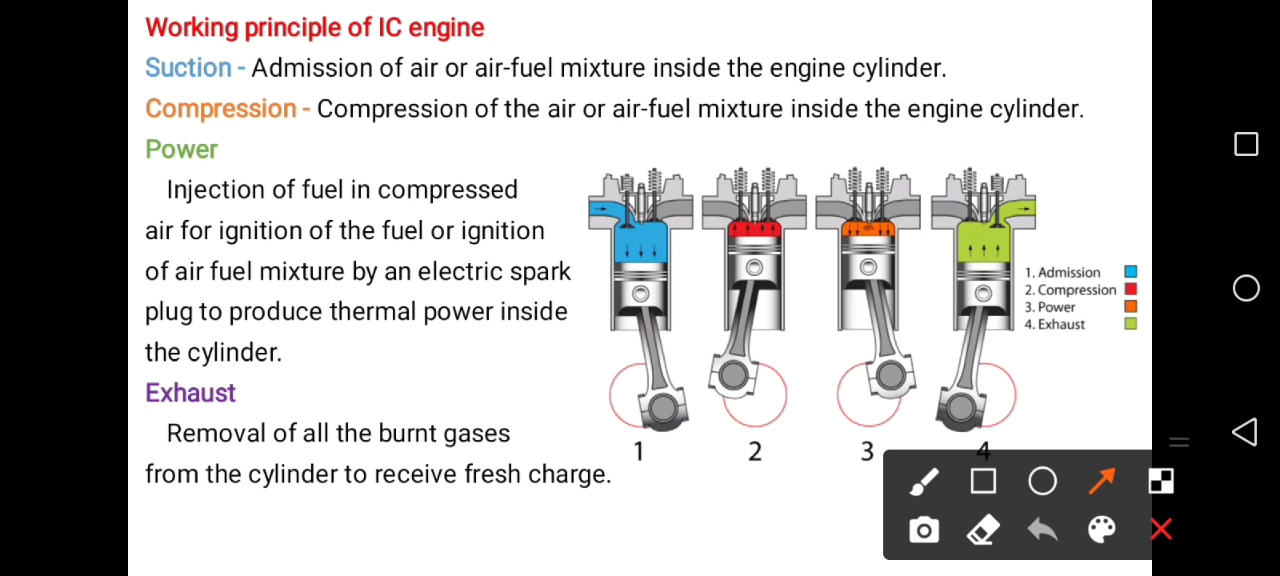 Working principle of IC engine
Suction - Admission of air or air-fuel mixture inside the engine cylinder.
Compression - Compression of the air or air-fuel mixture inside the engine cylinder.
Power
Injection of fuel in compressed
air for ignition of the fuel or ignition
of air fuel mixture by an electric spark
plug to produce thermal power inside
the cylinder.
Exhaust
Removal of all the burnt gases
from the cylinder to receive fresh charge.
1. Admission
2. Compression
3. Power
4. Exhaust
1 2 3 4